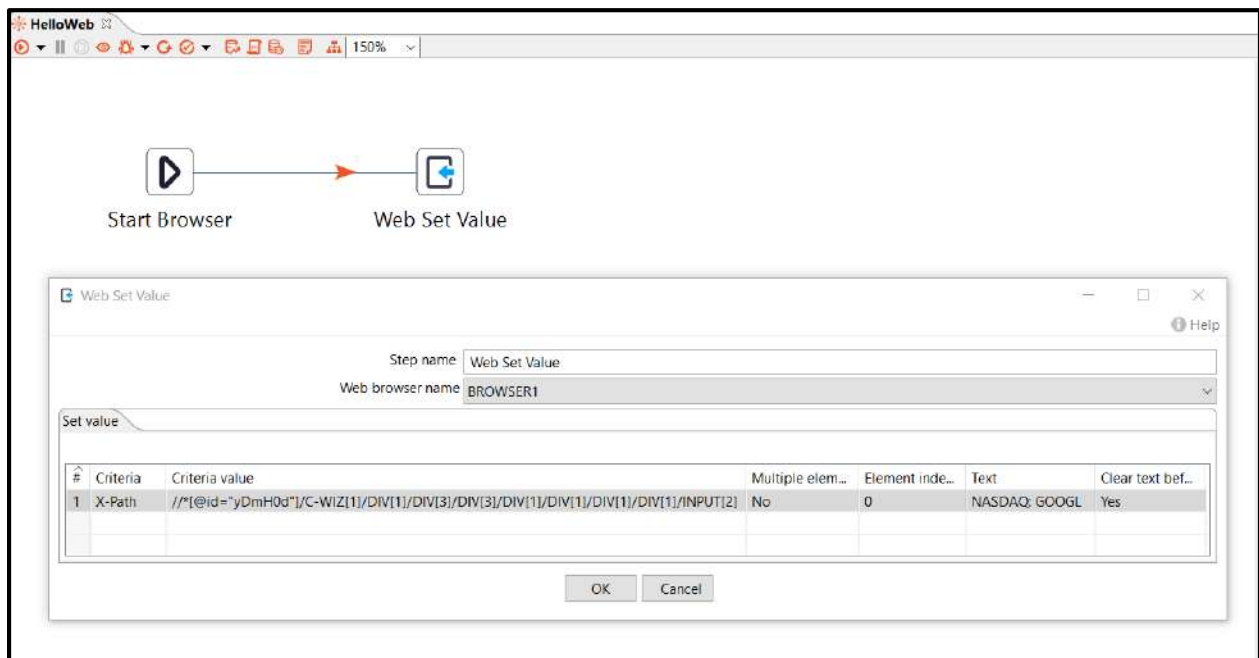 HelloWeb
150%
Start Browser
Web Set Value
Web Set Value
Help
Step name Web Set Value
Web browser name BROWSER1
Set value
# Criteria Criteria value Multiple elem... Element inde... Text Clear text bef...
1 X-Path //*[@id="yDmH0d"]/C-WIZ[1]/DIV[1]/DIV[3]/DIV[3]/DIV[1]/DIV[1]/DIV[1]/DIV[1]/INPUT[2] No 0 NASDAQ: GOOGL Yes
OK Cancel